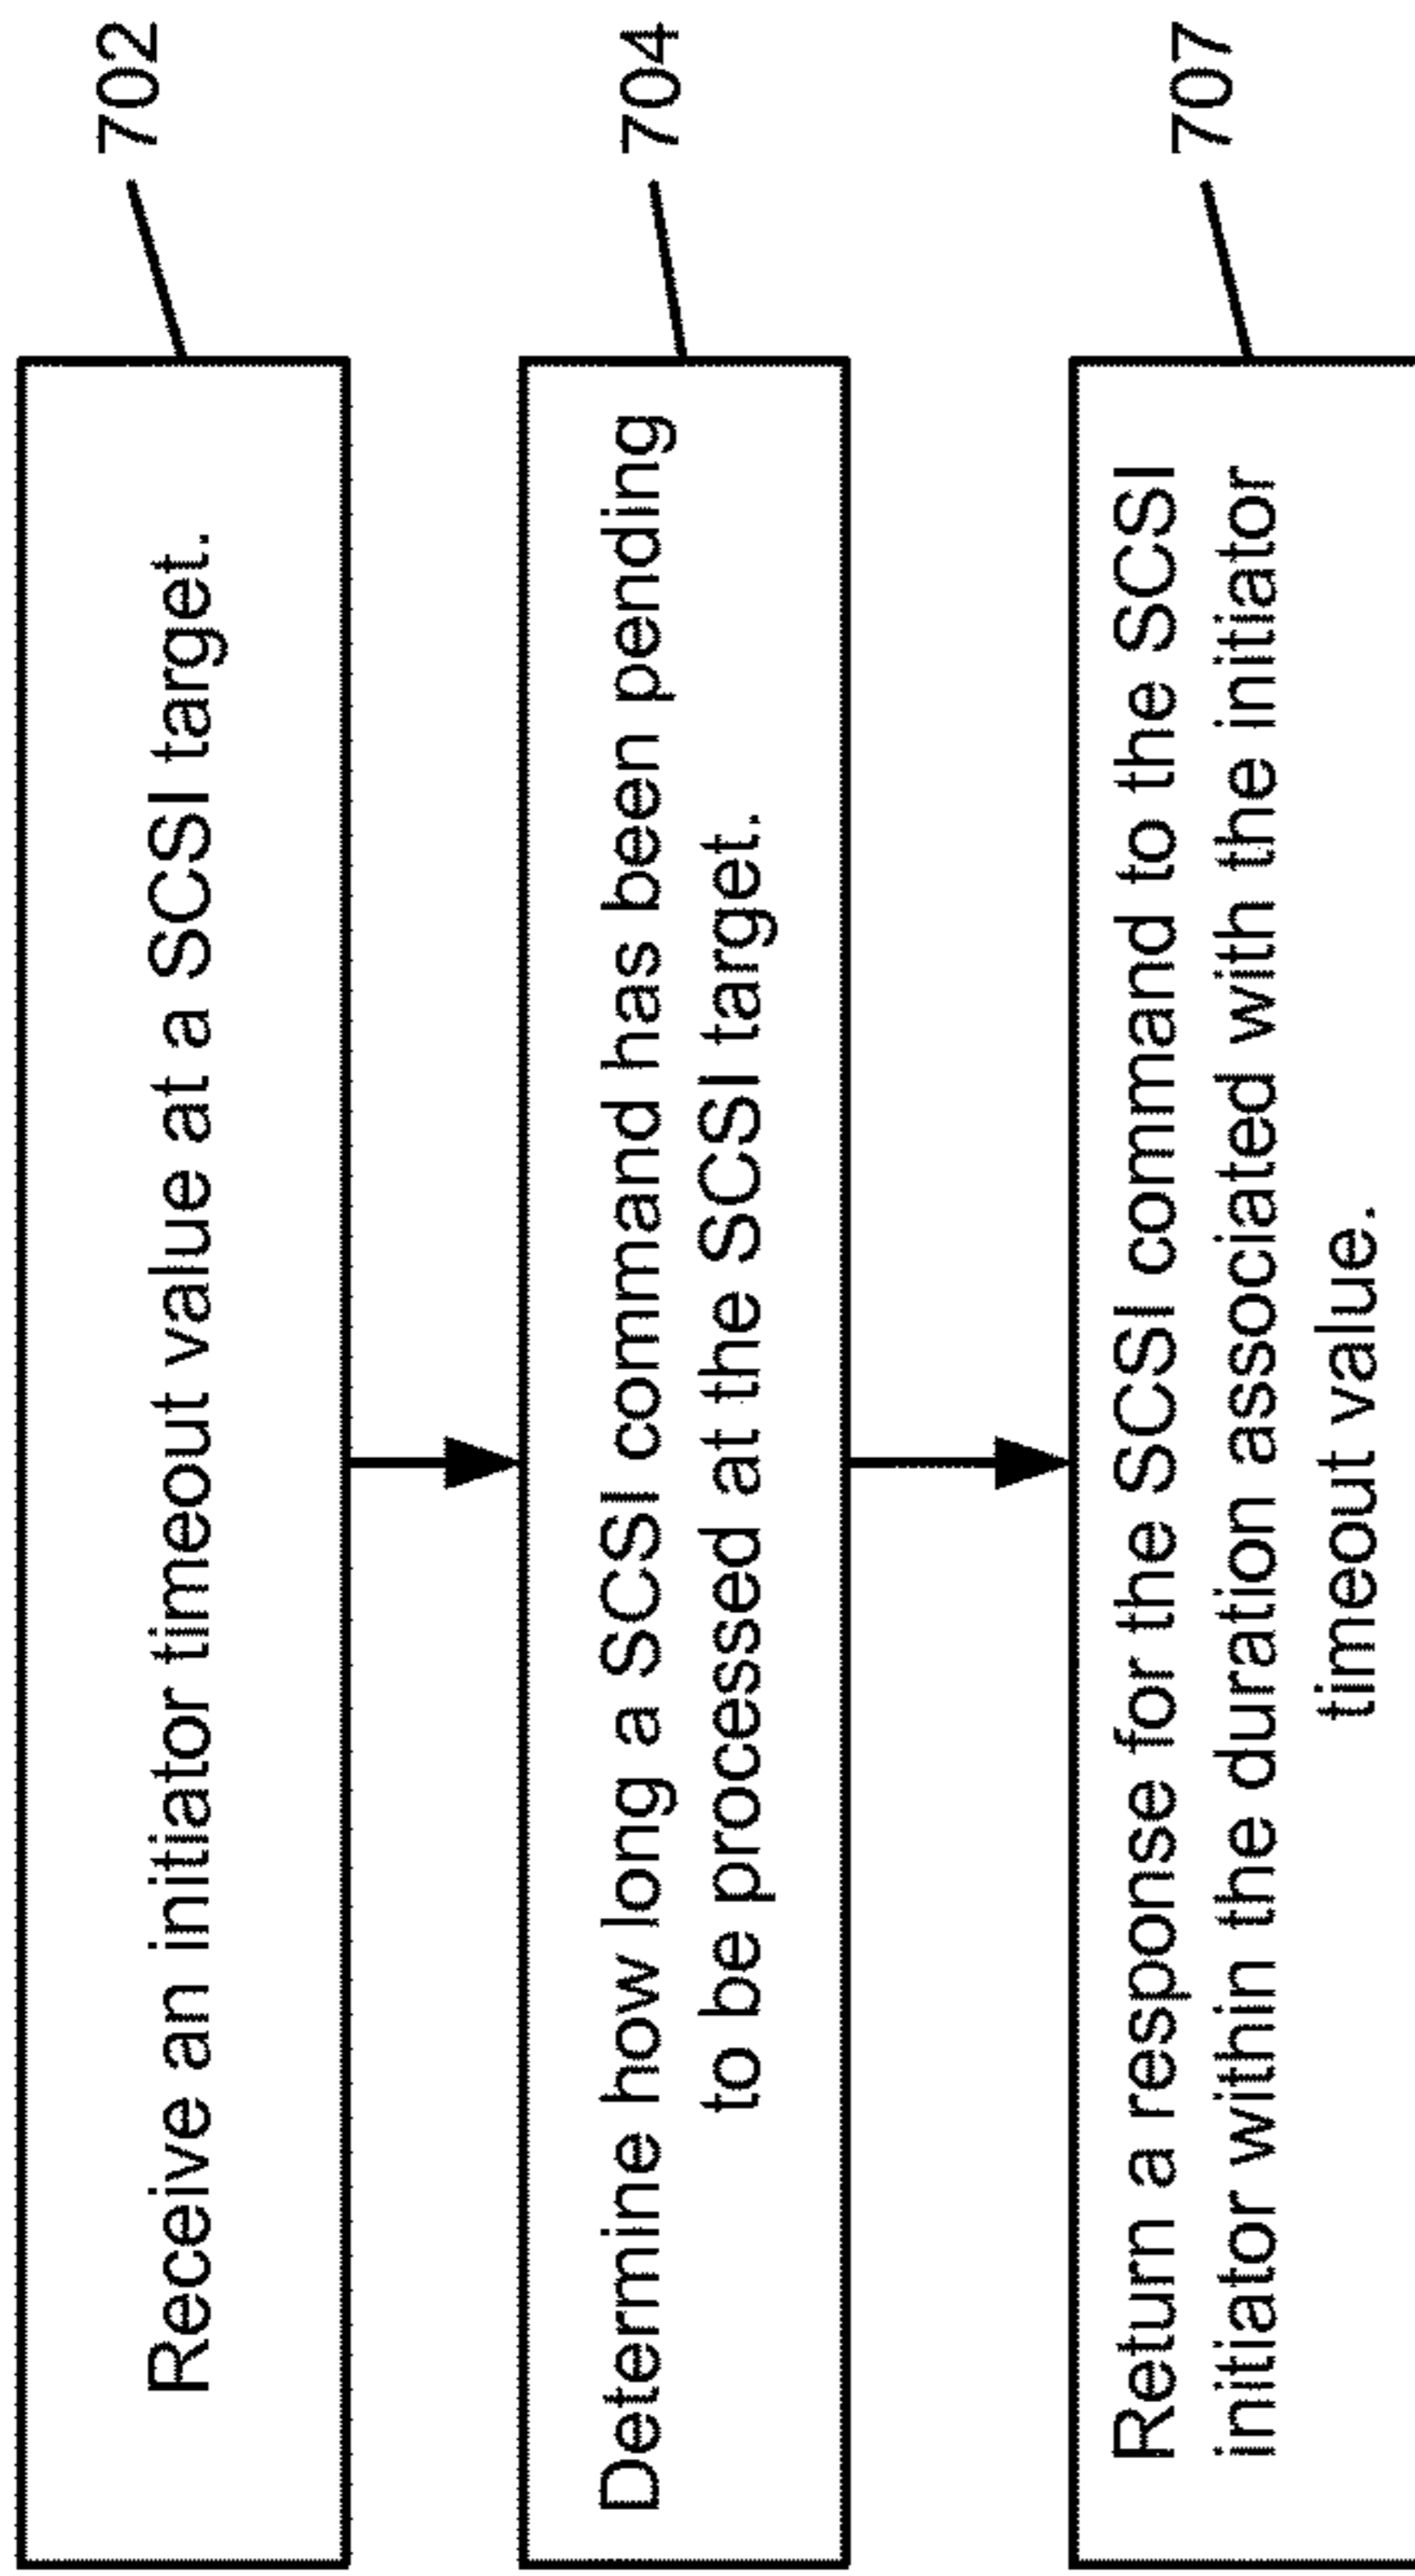 Receive an initiator timeout value at a SCSI target.
702
Determine how long a SCSI command has been pending
to be processed at the SCSI target.
704
Return a response for the SCSI command to the SCSI
initiator within the duration associated with the initiator
timeout value.
707